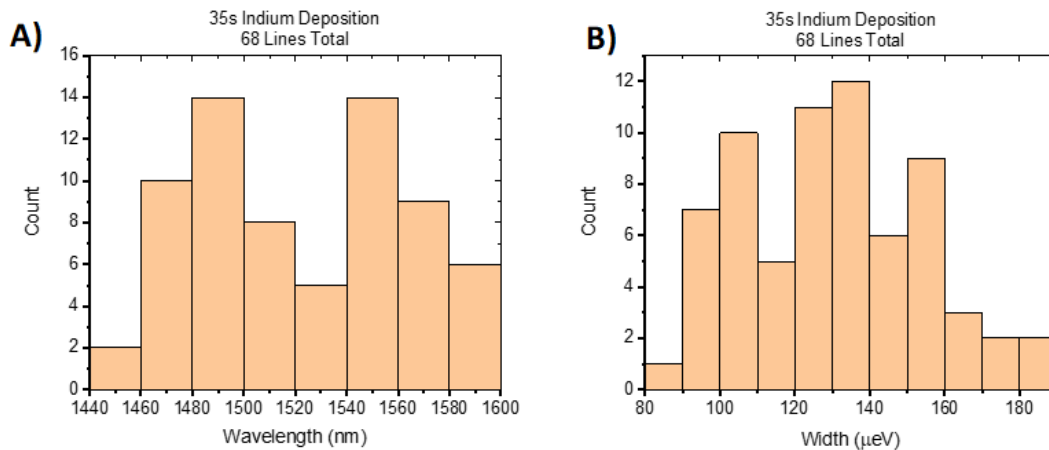 A)
35s Indium Deposition
68 Lines Total
16
14
12
10
8
6
4
2
0
Count
1440 1460 1480 1500 1520 1540 1560 1580 1600
Wavelength (nm)
B)
35s Indium Deposition
68 Lines Total
12
10
8
6
4
2
0
Count
80 100 120 140 160 180
Width (μeV)